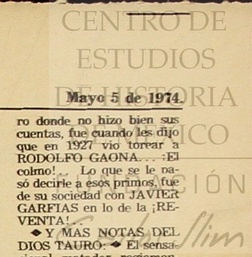 CENTRO DE
ESTUDIOS
DE HISTORIA
Mayo 5 de 1974.
ro donde no hizo bien sus
cuentas, fue cuando les dijo
que en 1927 vio torear a
RODOLFO GAONA. . . ¡El
colmo!. . . Lo que se le pa-
só decirle a esos primos, fue
de su sociedad con JAVIER
GARFIAS en lo de la ¡RE-
VENTA!
Y MAS NOTAS DEL
DIOS TAURO: El sensa-
Slim